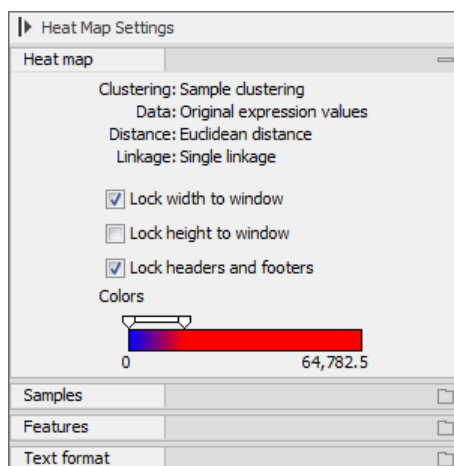 Heat Map Settings
Heat map
Clustering: Sample clustering
Data: Original expression values
Distance: Euclidean distance
Linkage: Single linkage
Lock width to window
Lock height to window
Lock headers and footers
Colors
0 64,782.5
Samples
Features
Text format